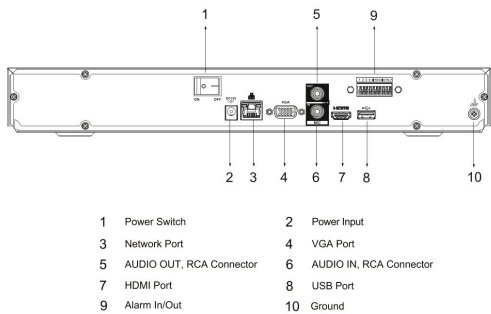 1
5
9
ON OFF
DC12V
VGA
HDMI
2
3
4
6
7
8
10
1 Power Switch 2 Power Input
3 Network Port 4 VGA Port
5 AUDIO OUT, RCA Connector 6 AUDIO IN, RCA Connector
7 HDMI Port 8 USB Port
9 Alarm In/Out 10 Ground